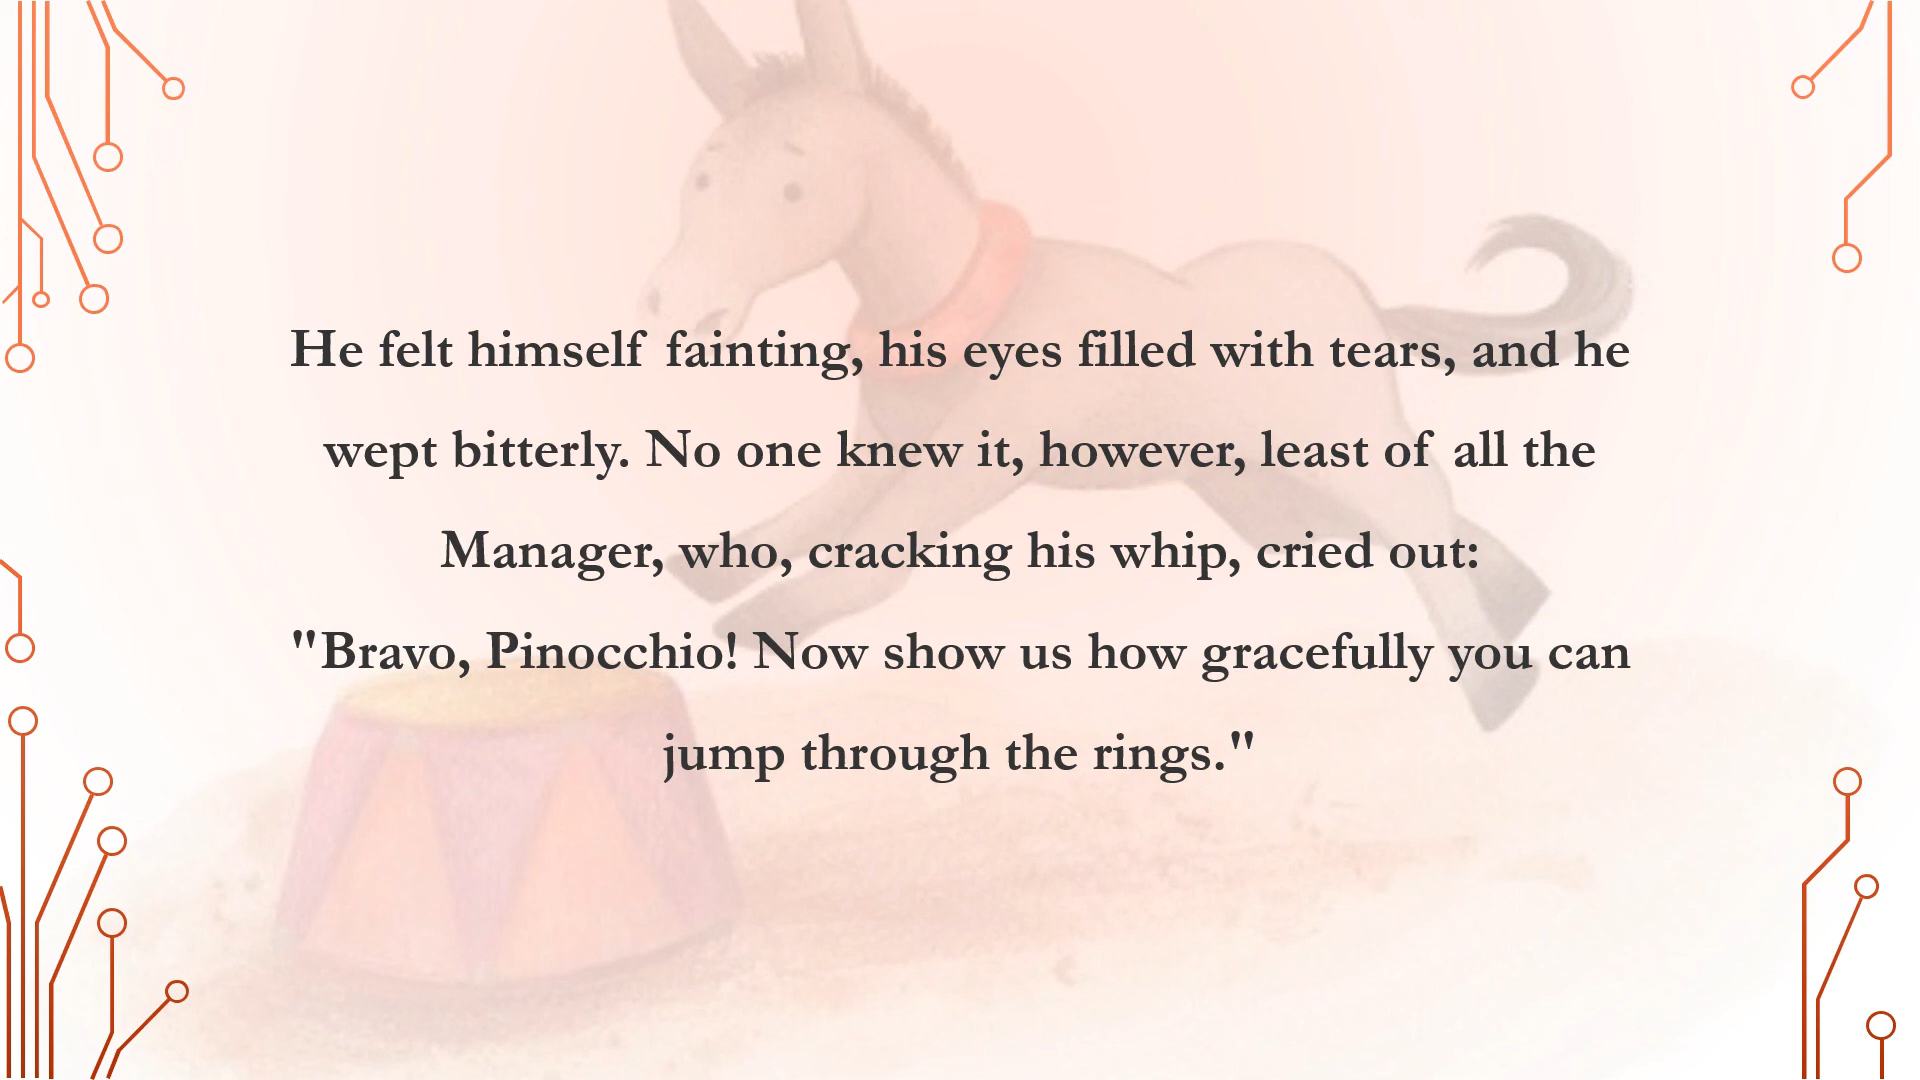 He felt himself fainting, his eyes filled with tears, and he
wept bitterly. No one knew it, however, least of all the
Manager, who, cracking his whip, cried out:
"Bravo, Pinocchio! Now show us how gracefully you can
jump through the rings."